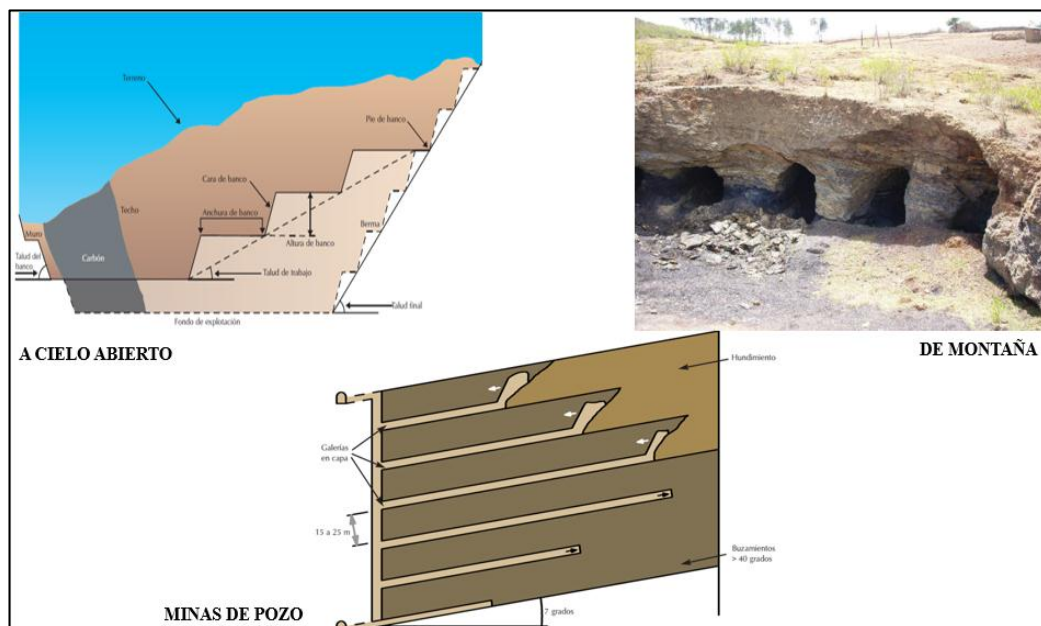 Terreno
Pie de banco
Cara de banco
Techo
Anchura de banco
Berma
Muro
Altura de banco
Talud del
banco
Carbón
Talud de trabajo
Talud final
Fondo de explotación
A CIELO ABIERTO
DE MONTAÑA
Hundimiento
Galerías
en capa
15 a 25 m
Buzamientos
> 40 grados
MINAS DE POZO
7 grados